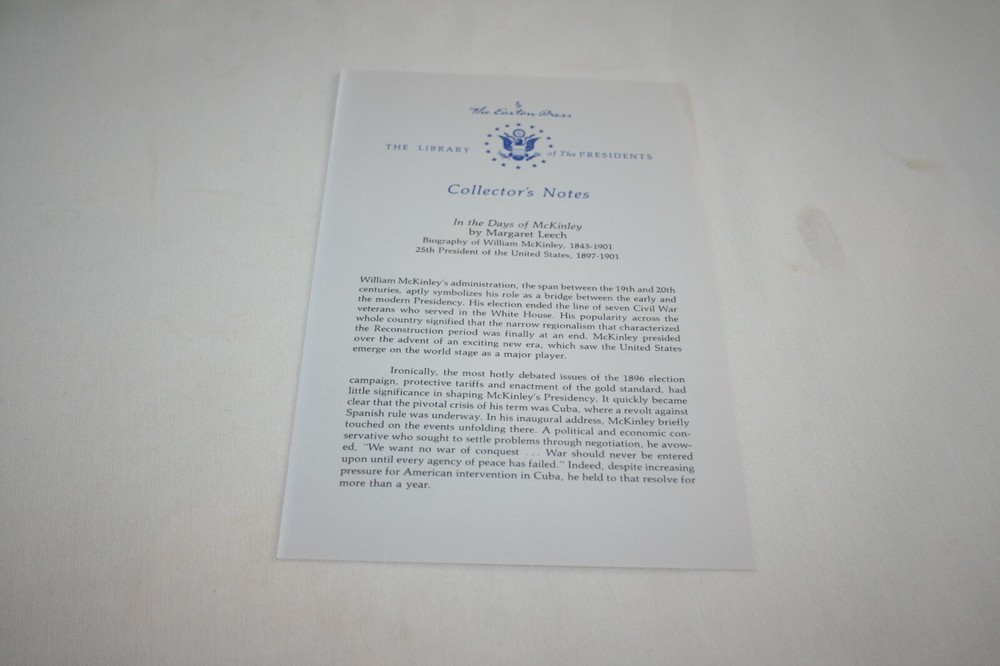 The Easton Press
THE LIBRARY of The PRESIDENTS
Collector's Notes
In the Days of McKinley
by Margaret Leech
Biography of William McKinley, 1843-1901
25th President of the United States, 1897-1901
William McKinley's administration, the span between the 19th and 20th
centuries, aptly symbolizes his role as a bridge between the early and
the modern Presidency. His election ended the line of seven Civil War
veterans who served in the White House. His popularity across the
whole country signified that the narrow regionalism that characterized
the Reconstruction period was finally at an end. McKinley presided
over the advent of an exciting new era, which saw the United States
emerge on the world stage as a major player.
Ironically, the most hotly debated issues of the 1896 election
campaign, protective tariffs and enactment of the gold standard, had
little significance in shaping McKinley's Presidency. It quickly became
clear that the pivotal crisis of his term was Cuba, where a revolt against
Spanish rule was underway. In his inaugural address, McKinley briefly
touched on the events unfolding there. A political and economic con-
servative who sought to settle problems through negotiation, he avow-
ed, "We want no war of conquest ... War should never be entered
upon until every agency of peace has failed." Indeed, despite increasing
pressure for American intervention in Cuba, he held to that resolve for
more than a year.